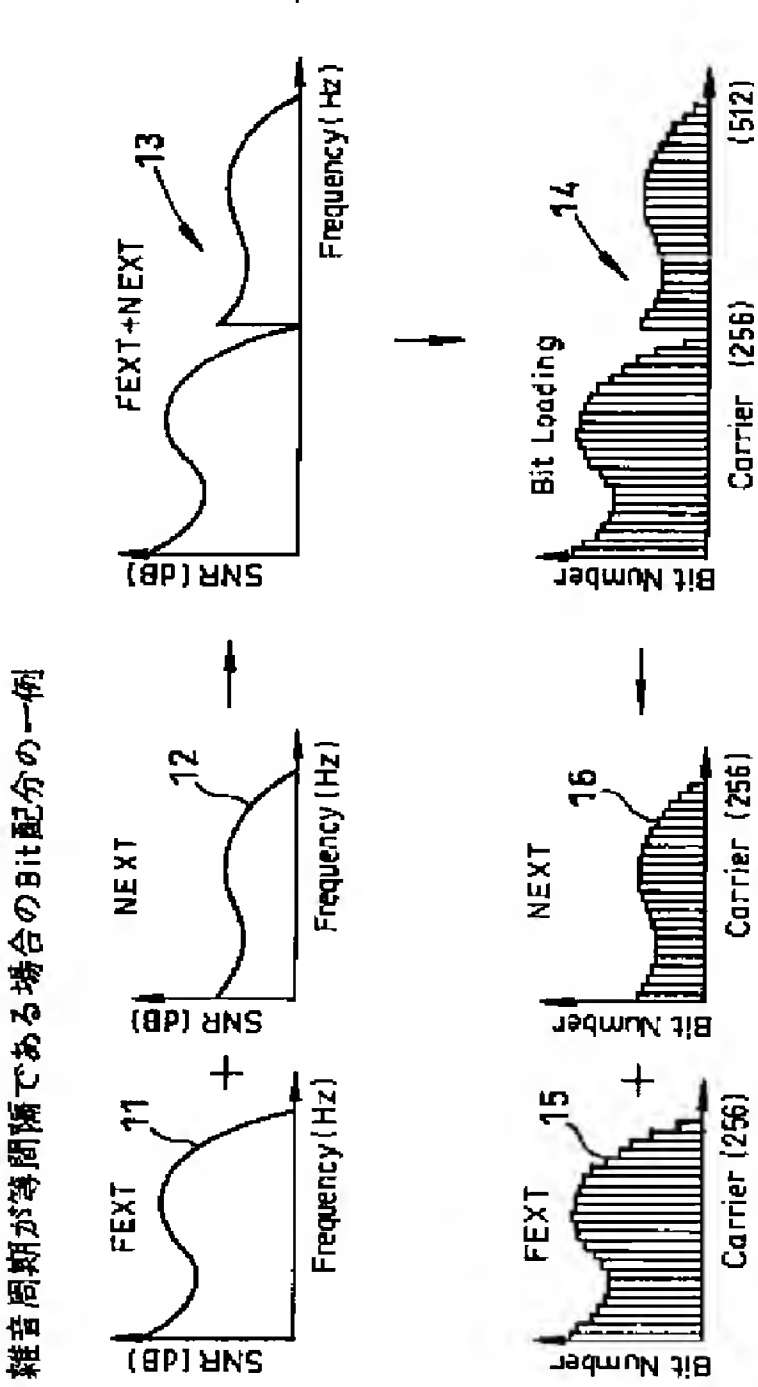 雑音周期が等間隔である場合のBit配分の一例
FEXT
11
SNR (dB)
Frequency (Hz)
+
NEXT
12
SNR (dB)
Frequency (Hz)
FEXT+NEXT
13
SNR (dB)
Frequency (Hz)
FEXT
15
Bit Number
Carrier (256)
+
NEXT
16
Bit Number
Carrier (256)
Bit Loading
14
Bit Number
Carrier (256)
(512)